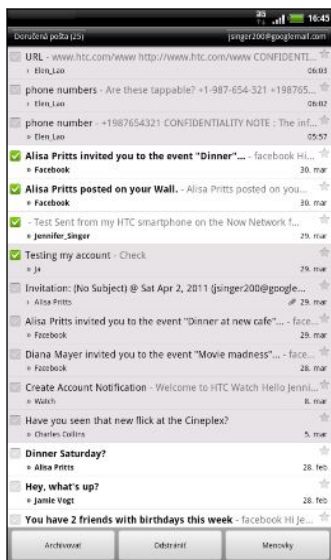 16:45
Doručená pošta (25) jsinger200@googlemail.com
URL - www.htc.com/www http://www.htc.com/www CONFIDENTI...
» Elen_Lao 06:03
phone numbers - Are these tappable? +1-987-654-321 +198765...
› Elen_Lao 06:02
phone number - +1987654321 CONFIDENTIALITY NOTE : The inf...
» Elen_Lao 05:57
Alisa Pritts invited you to the event "Dinner"... - facebook Hi...
» Facebook 30. mar
Alisa Pritts posted on your Wall. - Alisa Pritts posted on you...
» Facebook 30. mar
- Test Sent from my HTC smartphone on the Now Network f...
» Jennifer_Singer 29. mar
Testing my account - Check
» Ja 29. mar
Invitation: (No Subject) @ Sat Apr 2, 2011 (jsinger200@google...
› Alisa Pritts 29. mar
Alisa Pritts invited you to the event "Dinner at new cafe"... - face...
» Facebook 29. mar
Diana Mayer invited you to the event "Movie madness"... - face...
» Facebook 28. mar
Create Account Notification - Welcome to HTC Watch Hello Jenni...
» Watch 8. mar
Have you seen that new flick at the Cineplex?
» Charles Collins 5. mar
Dinner Saturday?
» Alisa Pritts 28. feb
Hey, what's up?
» Jamie Vogt 28. feb
You have 2 friends with birthdays this week - facebook Hi Je...
Archivovať Odstrániť Menovky